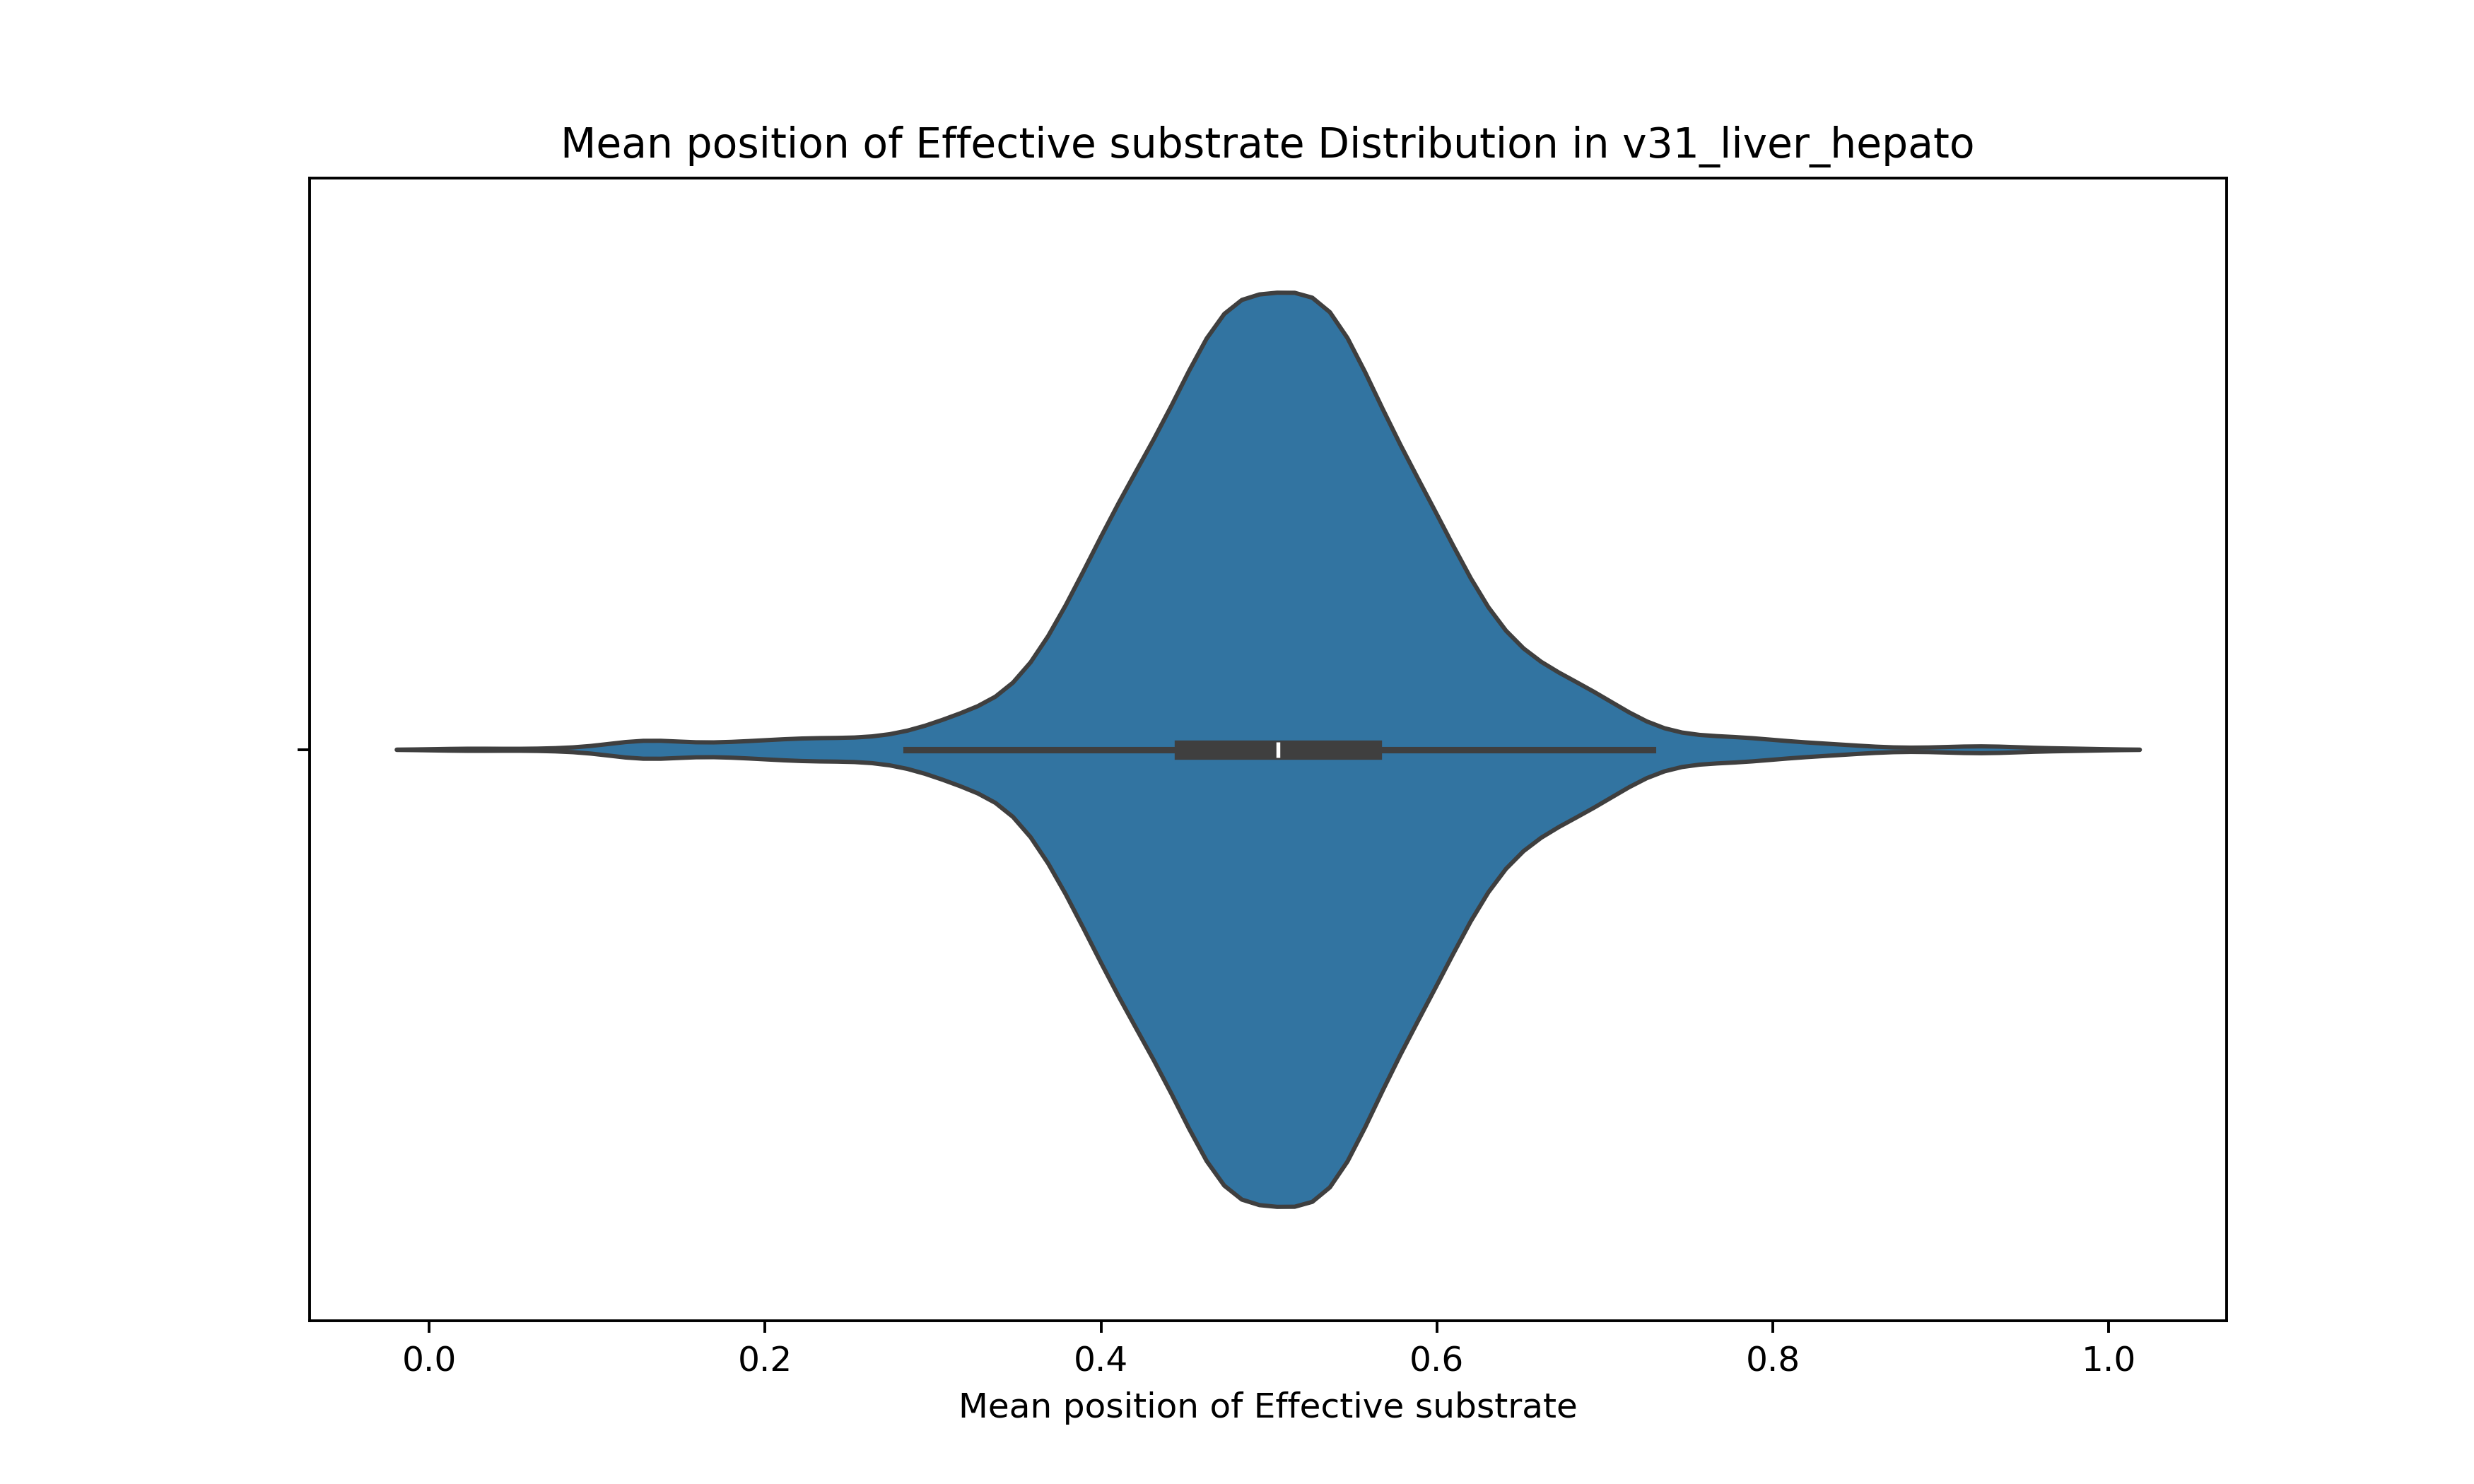 Mean position of Effective substrate Distribution in v31_liver_hepato
0.0 0.2 0.4 0.6 0.8 1.0
Mean position of Effective substrate